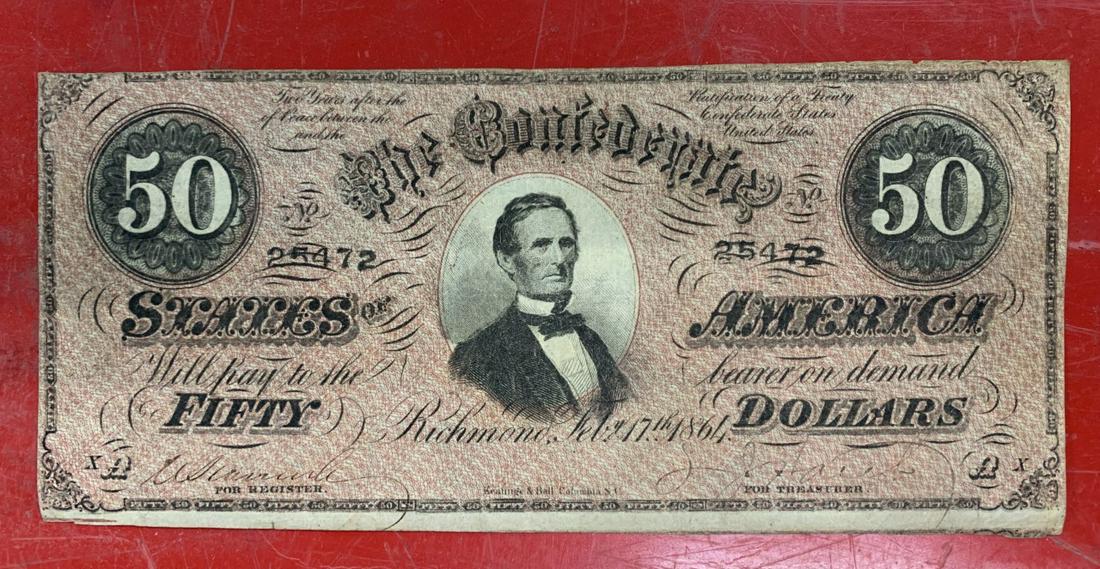 Two Years after the
of Peace between the
and the
Ratification of a Treaty
Confederate States
United States
The Confederate
50
50
No
No
25472
25472
STATES OF AMERICA
Will pay to the bearer on demand
FIFTY DOLLARS
Richmond, Feby. 17th 1864.
X A
A X
FOR REGISTER.
Keatinge & Ball Columbia S.C.
FOR TREASURER